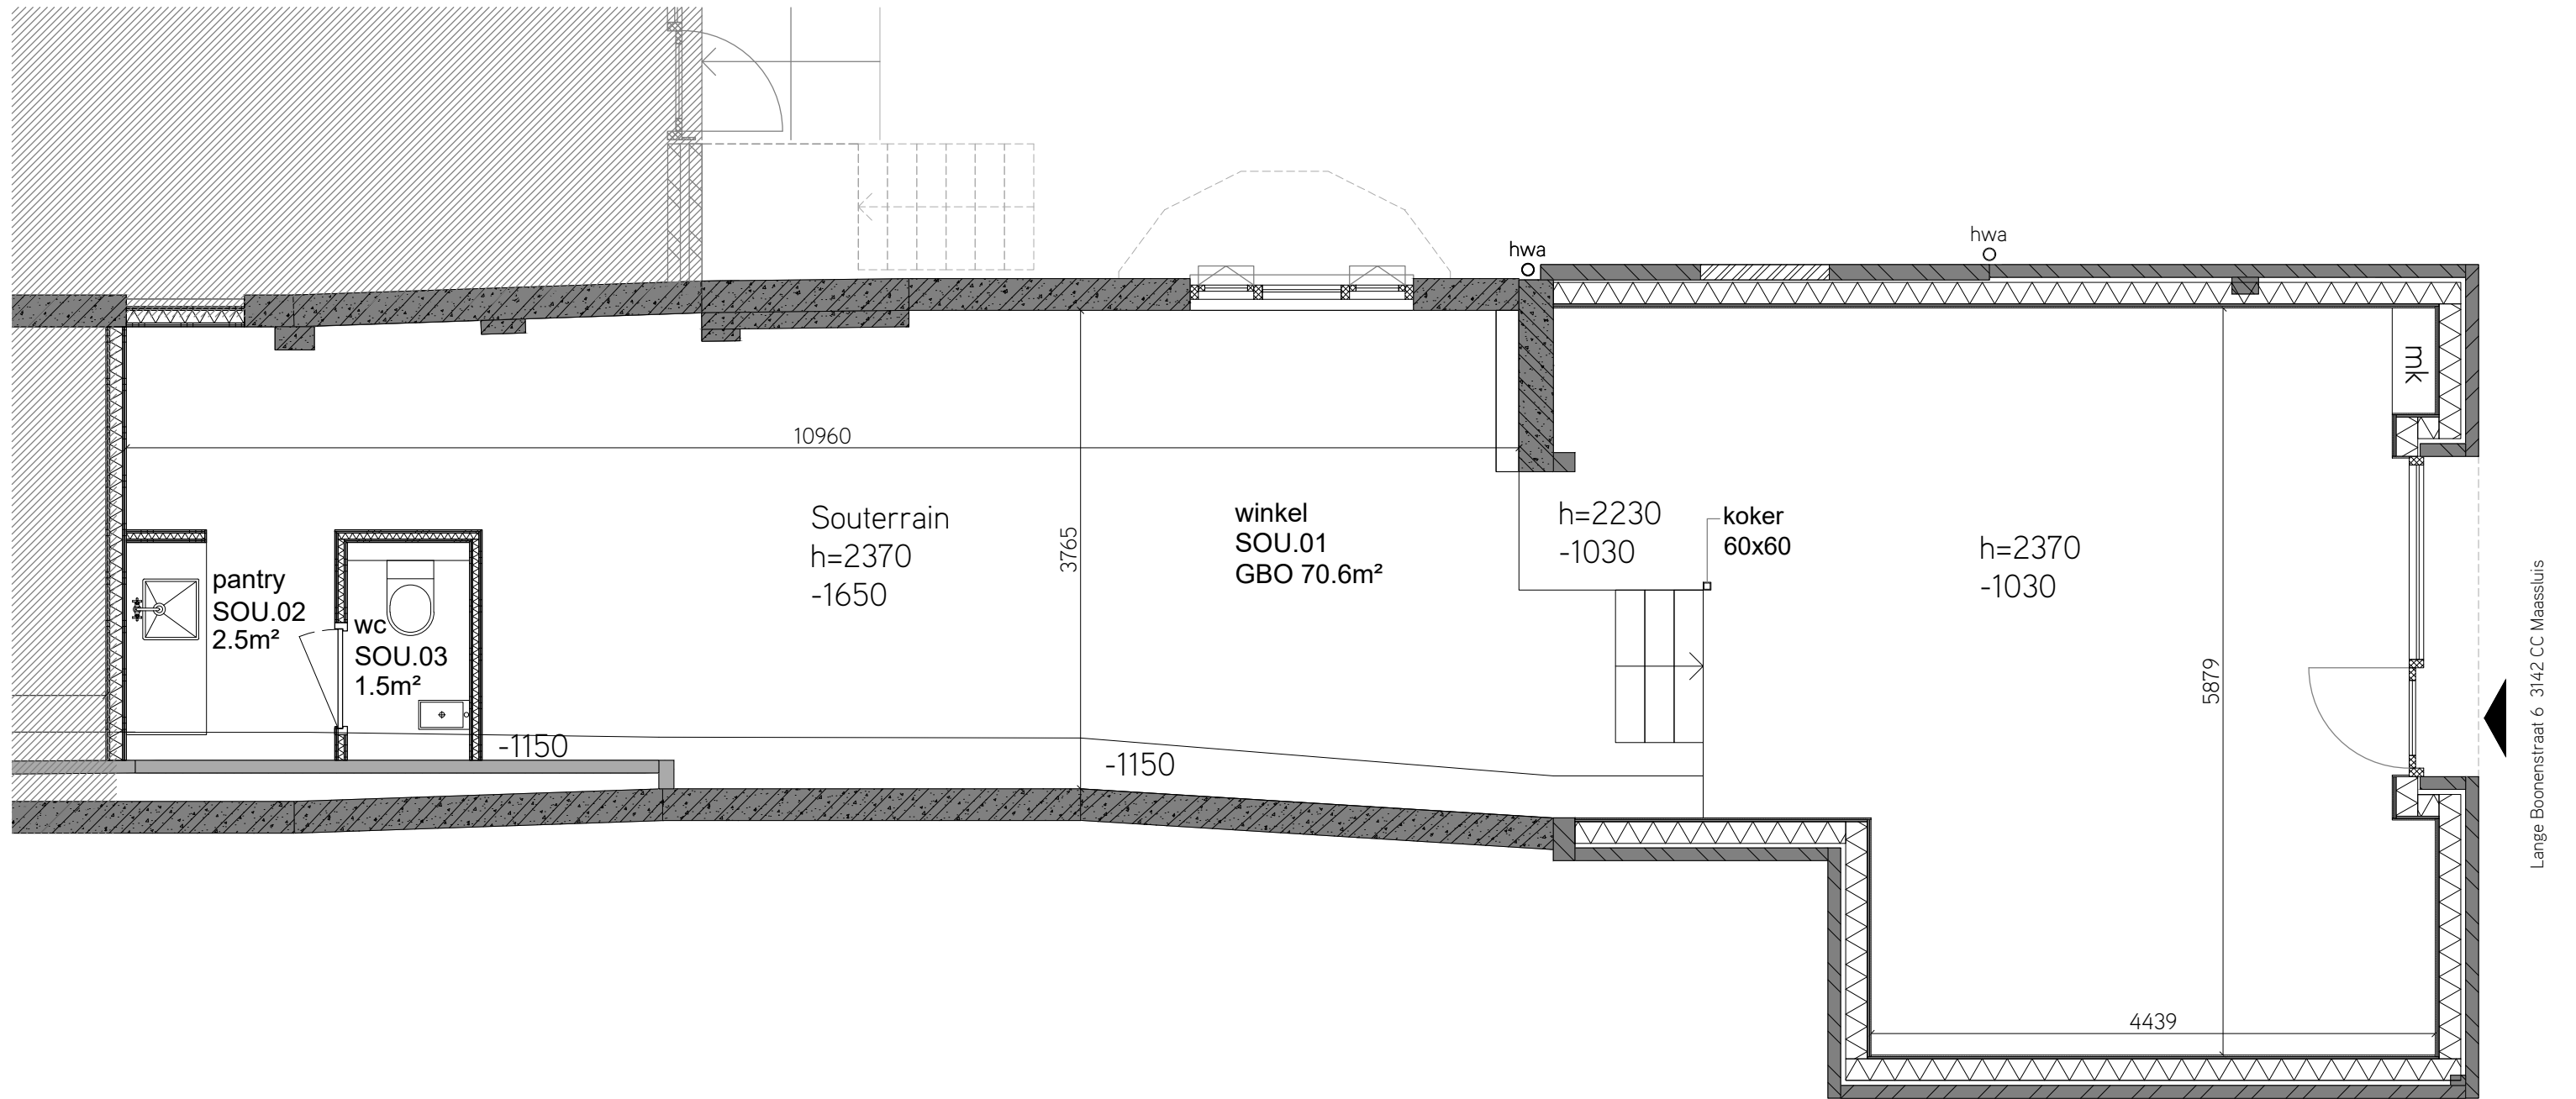 hwa
hwa
mk
10960
Souterrain
h=2370
-1650
3765
winkel
SOU.01
GBO 70.6m²
h=2230
-1030
koker
60x60
h=2370
-1030
pantry
SOU.02
2.5m²
wc
SOU.03
1.5m²
-1150
-1150
5879
4439
Lange Boonenstraat 6 3142 CC Maassluis